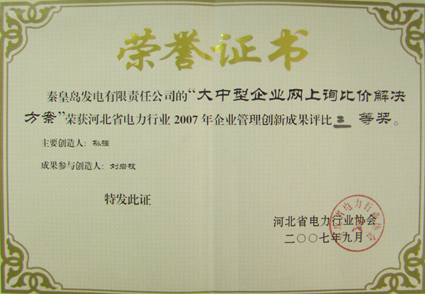 荣誉证书
秦皇岛发电有限责任公司的“大中型企业网上询比价解决
方案”荣获河北省电力行业2007年企业管理创新成果评比 等奖。
主要创造人：
成果参与创造人：
特发此证
河北省电力行业协会
二〇〇七年九月